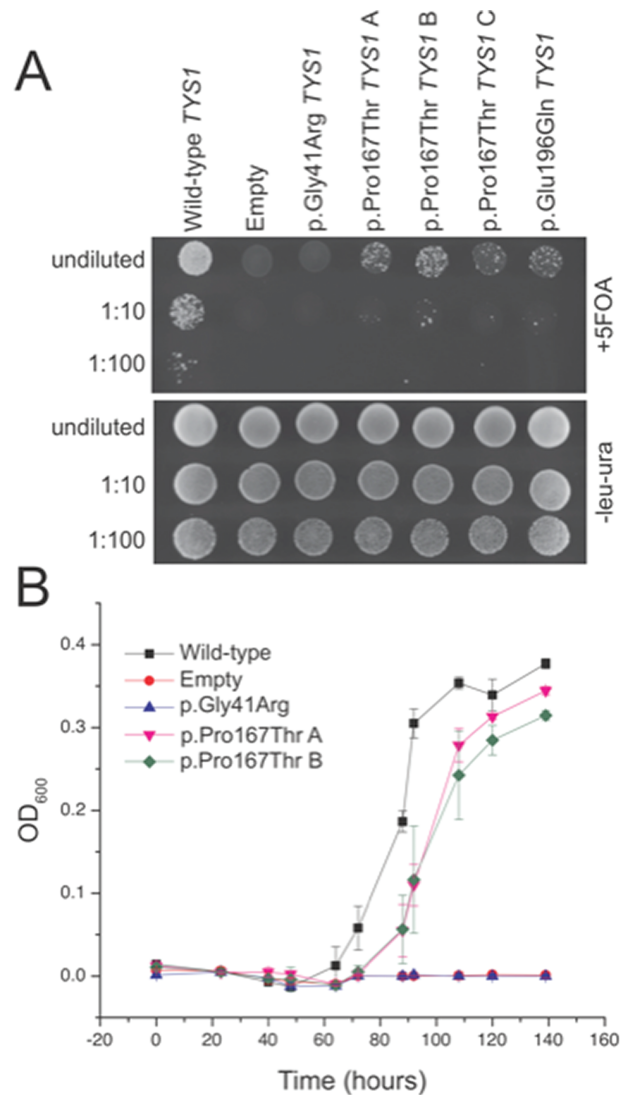 A
Wild-type TYS1
Empty
p.Gly41Arg TYS1
p.Pro167Thr TYS1 A
p.Pro167Thr TYS1 B
p.Pro167Thr TYS1 C
p.Glu196Gln TYS1
undiluted
1:10
1:100
+5FOA
undiluted
1:10
1:100
-leu-ura
B
Wild-type
Empty
p.Gly41Arg
p.Pro167Thr A
p.Pro167Thr B
OD600
0.4
0.3
0.2
0.1
0.0
-20 0 20 40 60 80 100 120 140 160
Time (hours)